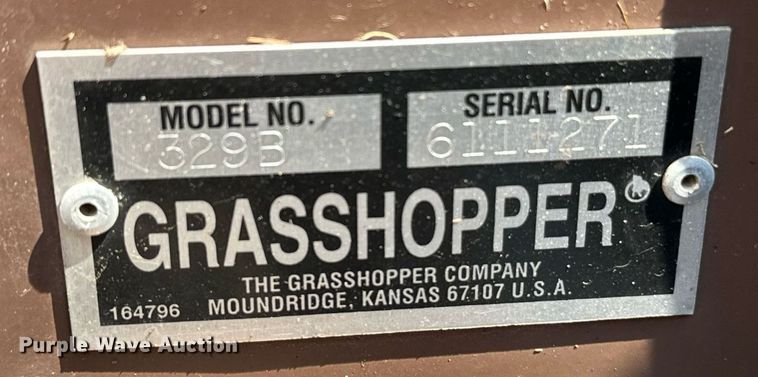 MODEL NO.
329B
SERIAL NO.
6111271
GRASSHOPPER
THE GRASSHOPPER COMPANY
164796
MOUNDRIDGE, KANSAS 67107 U.S.A.
Purple Wave Auction